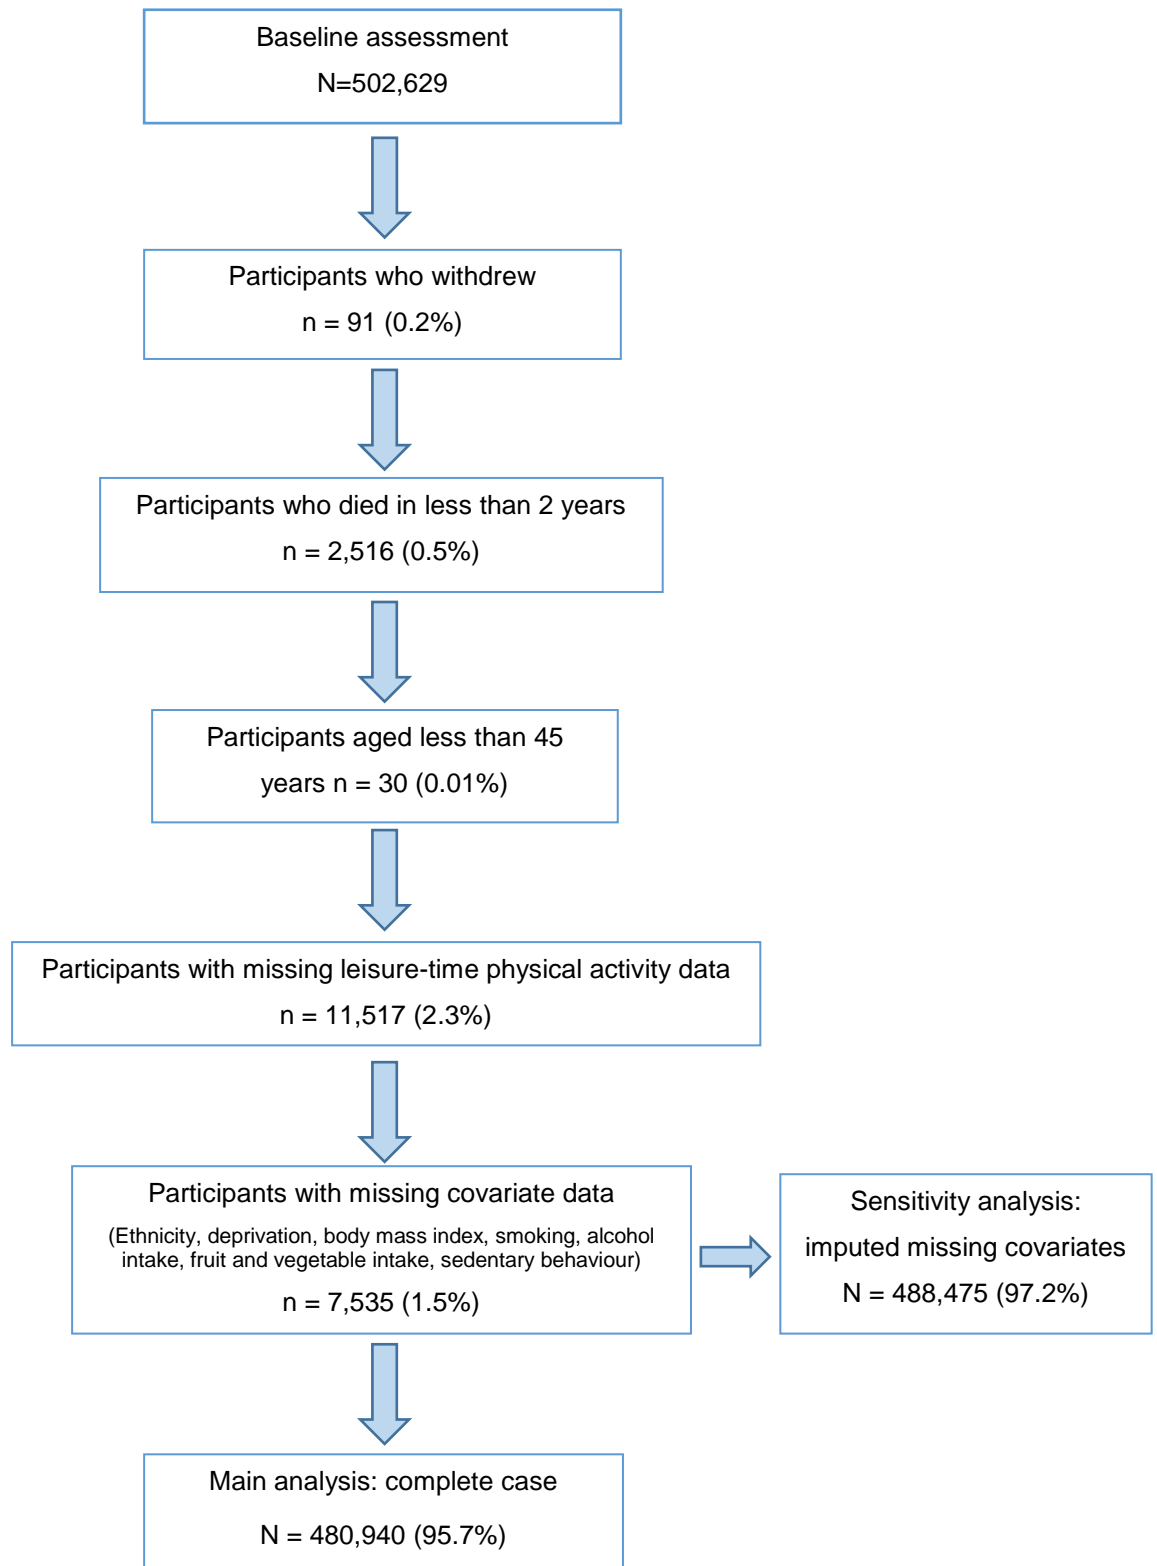 Baseline assessment
N=502,629
Participants who withdrew
n = 91 (0.2%)
Participants who died in less than 2 years
n = 2,516 (0.5%)
Participants aged less than 45
years n = 30 (0.01%)
Participants with missing leisure-time physical activity data
n = 11,517 (2.3%)
Participants with missing covariate data
(Ethnicity, deprivation, body mass index, smoking, alcohol
intake, fruit and vegetable intake, sedentary behaviour)
n = 7,535 (1.5%)
Sensitivity analysis:
imputed missing covariates
N = 488,475 (97.2%)
Main analysis: complete case
N = 480,940 (95.7%)